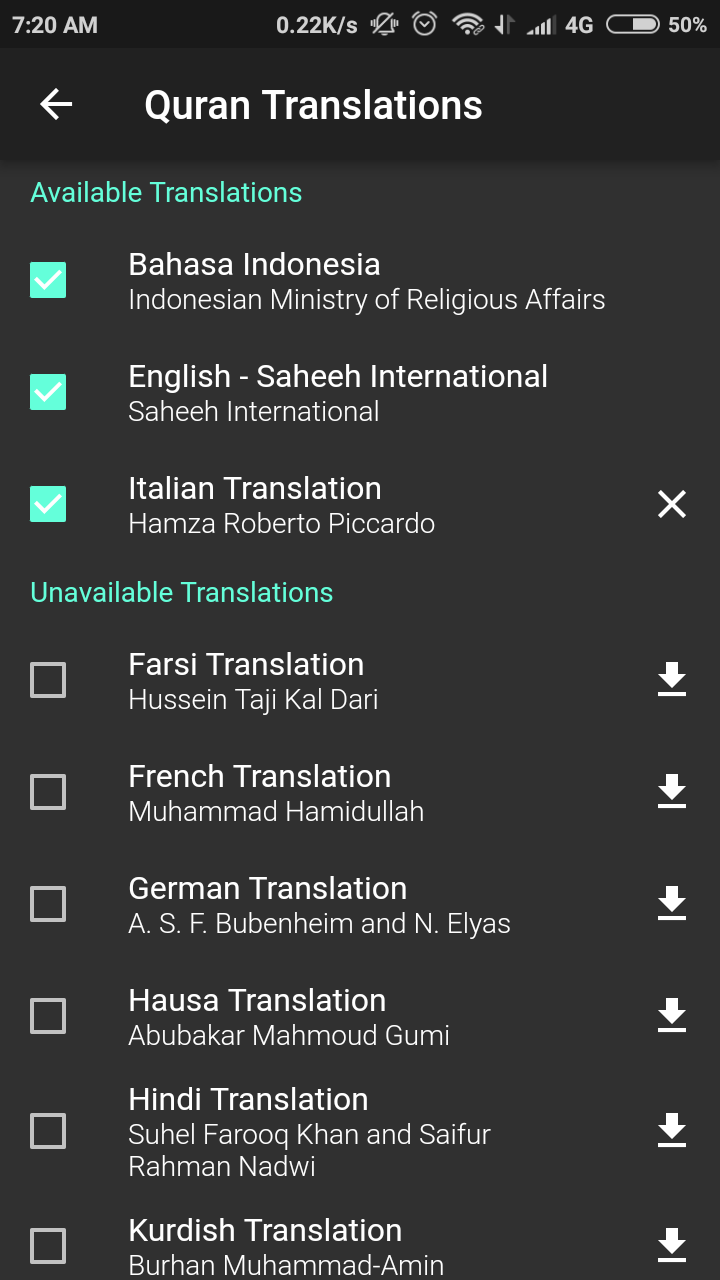 7:20 AM 0.22K/s 4G 50%
Quran Translations
Available Translations
Bahasa Indonesia
Indonesian Ministry of Religious Affairs
English - Saheeh International
Saheeh International
Italian Translation
Hamza Roberto Piccardo
Unavailable Translations
Farsi Translation
Hussein Taji Kal Dari
French Translation
Muhammad Hamidullah
German Translation
A. S. F. Bubenheim and N. Elyas
Hausa Translation
Abubakar Mahmoud Gumi
Hindi Translation
Suhel Farooq Khan and Saifur
Rahman Nadwi
Kurdish Translation
Burhan Muhammad-Amin